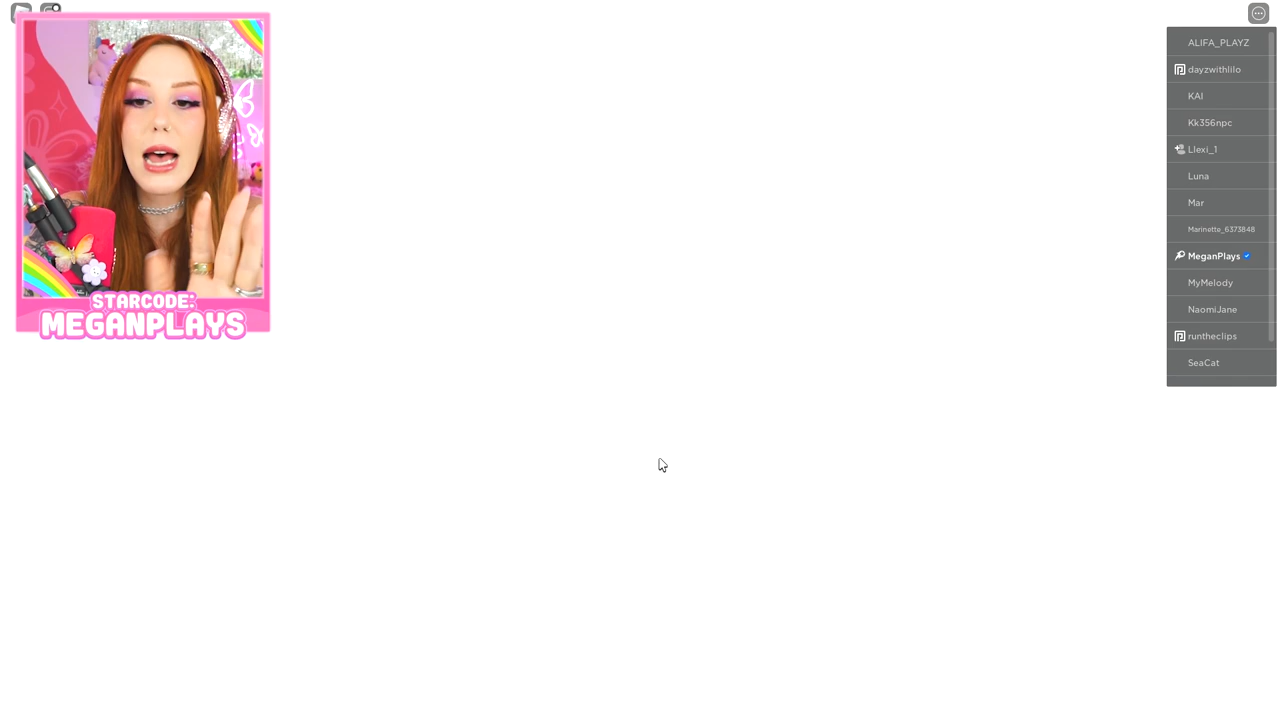 STARCODE:
MEGANPLAYS
ALIFA_PLAYZ
dayzwithlilo
KAI
Kk356npc
Llexi_1
Luna
Mar
Marinette_6373848
MeganPlays
MyMelody
NaomiJane
runtheclips
SeaCat